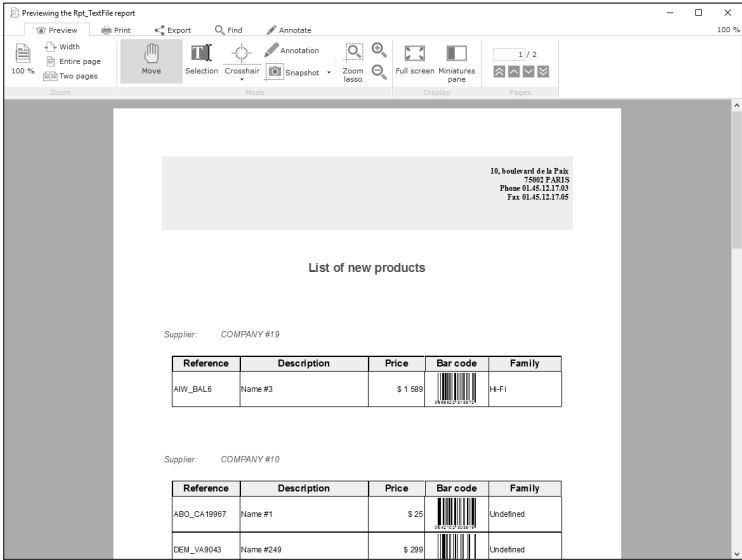 Previewing the Rpt_TextFile report
Preview Print Export Find Annotate 100 %
100 %
Width
Entire page
Two pages
Move
Selection
Crosshair
Annotation
Snapshot
Zoom lasso
Full screen
Miniatures pane
1 / 2
Zoom Mode Display Pages
10, boulevard de la Paix
75002 PARIS
Phone 01.45.12.17.03
Fax 01.45.12.17.05
List of new products
Supplier: COMPANY #19
Reference Description Price Bar code Family
AIW_BAL6 Name #3 $ 1 589 Hi-Fi
Supplier: COMPANY #10
Reference Description Price Bar code Family
ABO_CA19967 Name #1 $ 25 Undefined
DEM_VA9043 Name #249 $ 299 Undefined